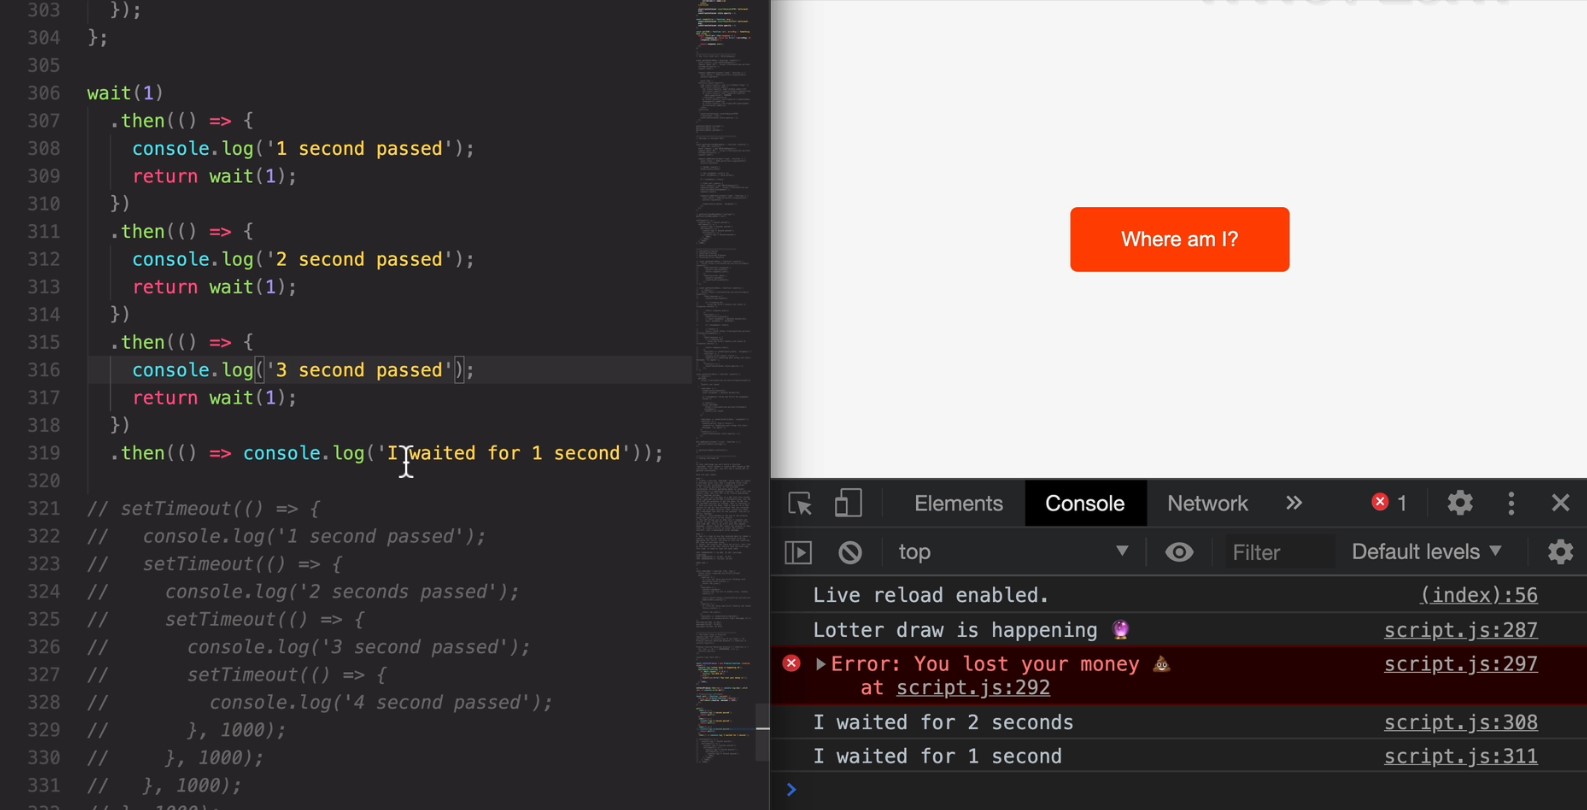 303 });
304 };
305
306 wait(1)
307 .then(() => {
308 console.log('1 second passed');
309 return wait(1);
310 })
311 .then(() => {
312 console.log('2 second passed');
313 return wait(1);
314 })
315 .then(() => {
316 console.log('3 second passed');
317 return wait(1);
318 })
319 .then(() => console.log('I waited for 1 second'));
320
321 // setTimeout(() => {
322 // console.log('1 second passed');
323 // setTimeout(() => {
324 // console.log('2 seconds passed');
325 // setTimeout(() => {
326 // console.log('3 second passed');
327 // setTimeout(() => {
328 // console.log('4 second passed');
329 // }, 1000);
330 // }, 1000);
331 // }, 1000);
Where am I?
Elements Console Network 1
top Filter Default levels
Live reload enabled. (index):56
Lotter draw is happening 🔮 script.js:287
Error: You lost your money 💩 script.js:297
at script.js:292
I waited for 2 seconds script.js:308
I waited for 1 second script.js:311